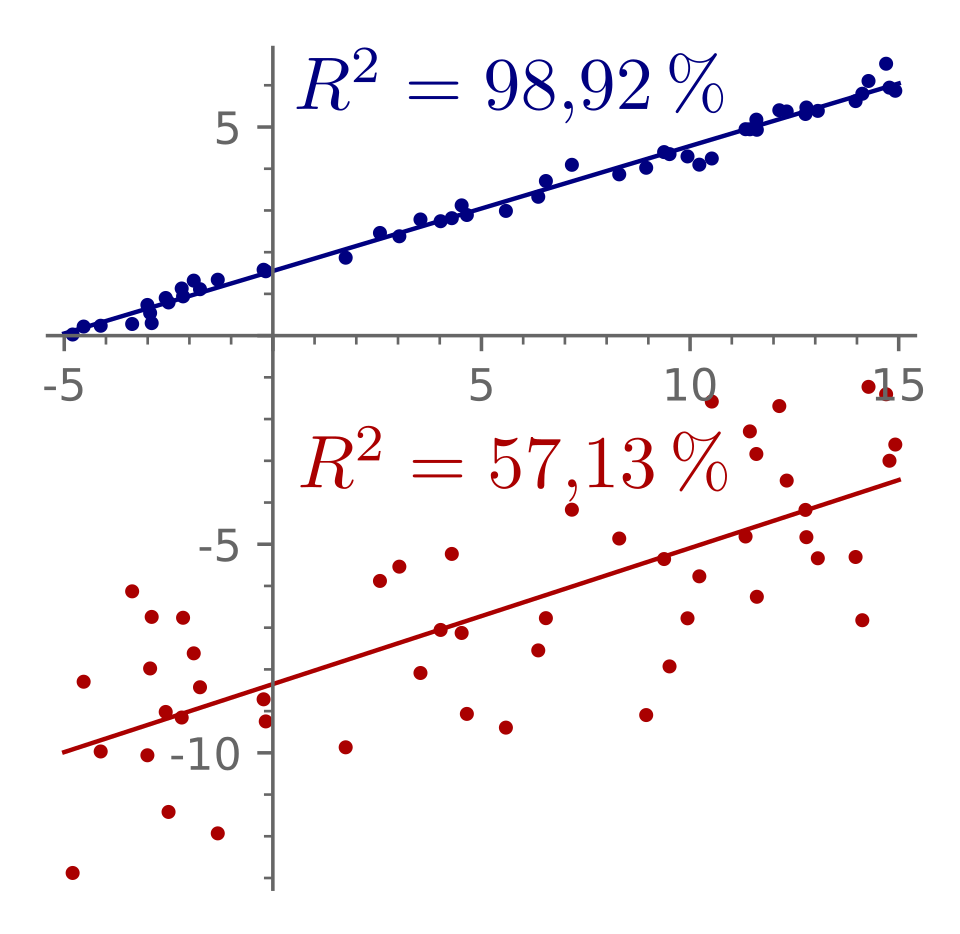 R² = 98,92 %
5
-5 5 10 15
R² = 57,13 %
-5
-10